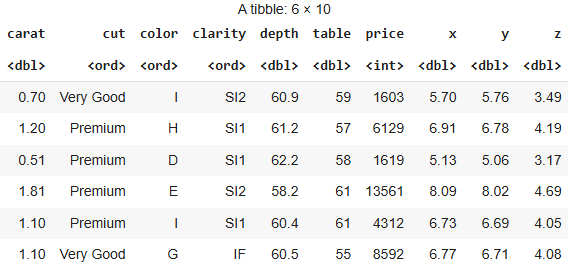 A tibble: 6 × 10
carat cut color clarity depth table price x y z
<dbl> <ord> <ord> <ord> <dbl> <dbl> <int> <dbl> <dbl> <dbl>
0.70 Very Good I SI2 60.9 59 1603 5.70 5.76 3.49
1.20 Premium H SI1 61.2 57 6129 6.91 6.78 4.19
0.51 Premium D SI1 62.2 58 1619 5.13 5.06 3.17
1.81 Premium E SI2 58.2 61 13561 8.09 8.02 4.69
1.10 Premium I SI1 60.4 61 4312 6.73 6.69 4.05
1.10 Very Good G IF 60.5 55 8592 6.77 6.71 4.08